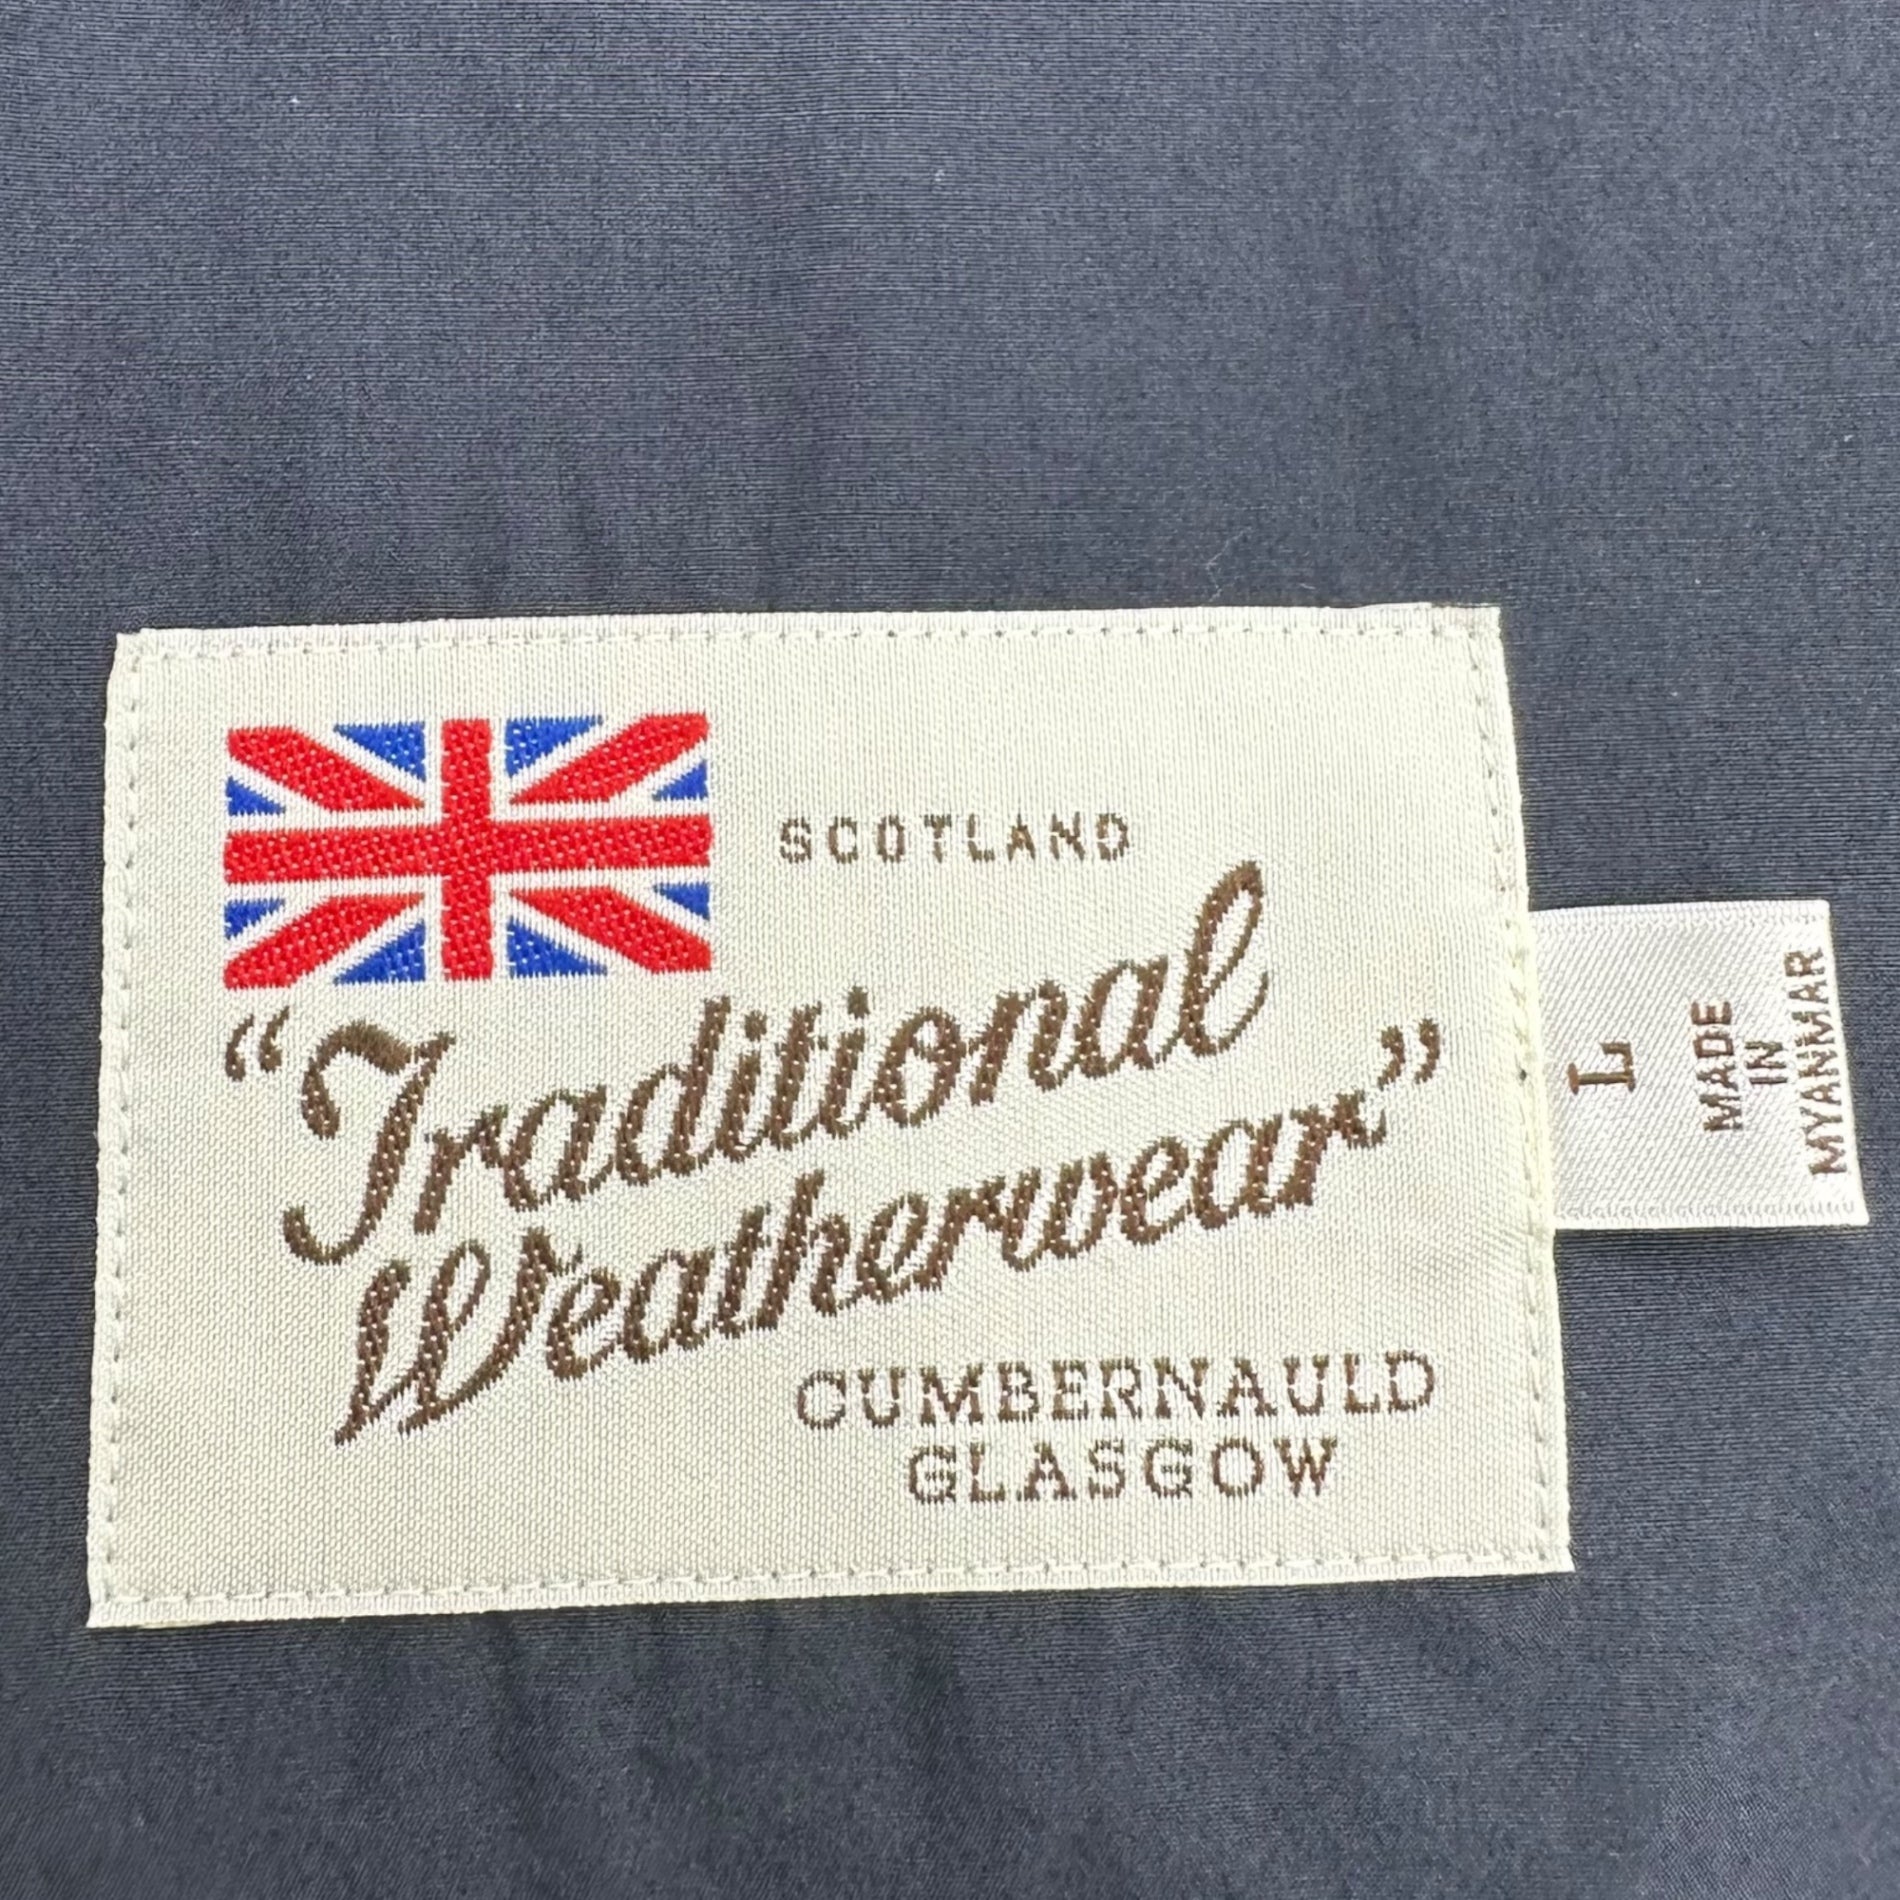 SCOTLAND
“Traditional
Weatherwear”
CUMBERNAULD
GLASGOW
L
MADE
IN
MYANMAR